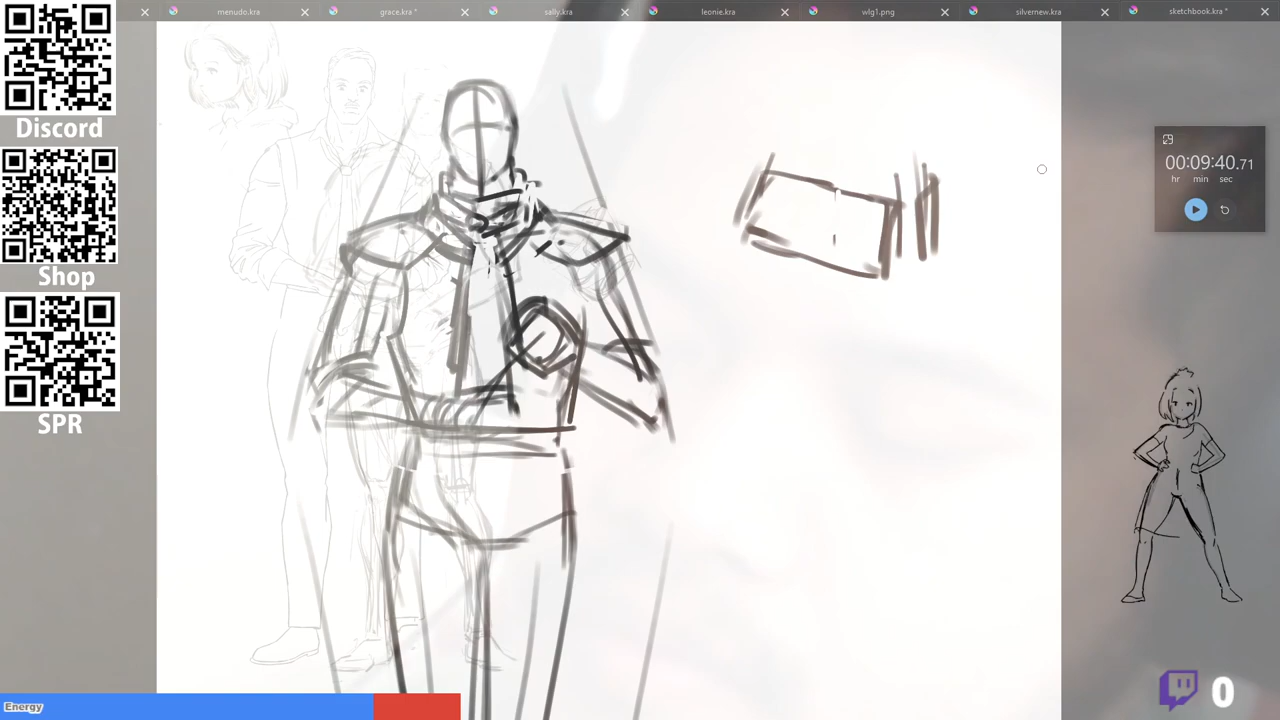 menudo.kra
grace.kra *
sally.kra
leonie.kra
wlg1.png
silvernew.kra
sketchbook.kra *
Discord
Shop
SPR
00:09:40.71
hr min sec
Energy
0